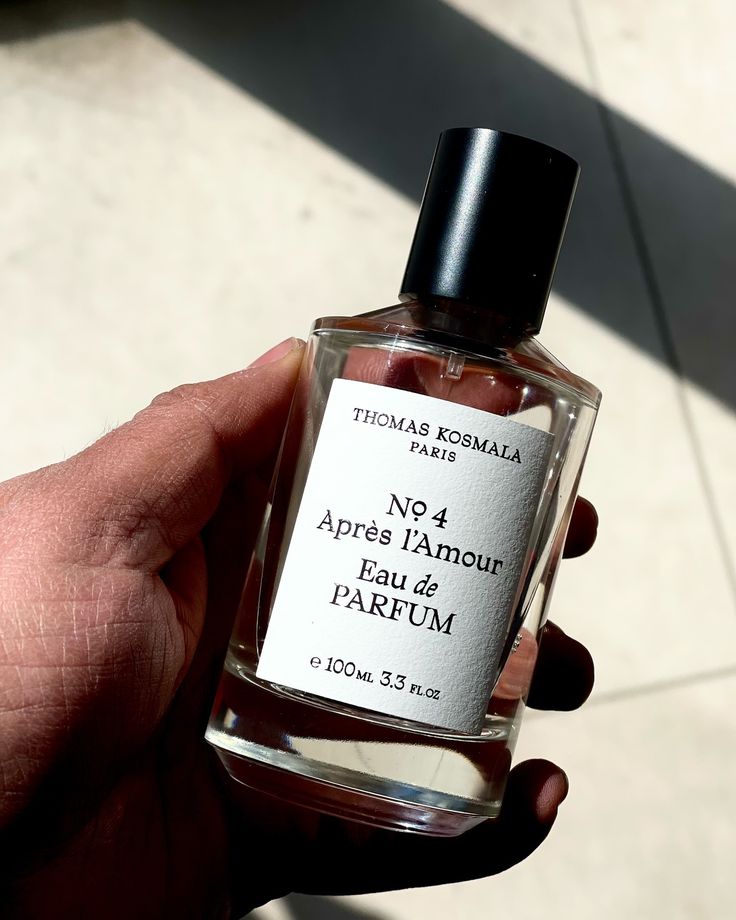 THOMAS KOSMALA
PARIS
Nº 4
Après l'Amour
Eau de
PARFUM
e 100ML 3.3 FL.OZ